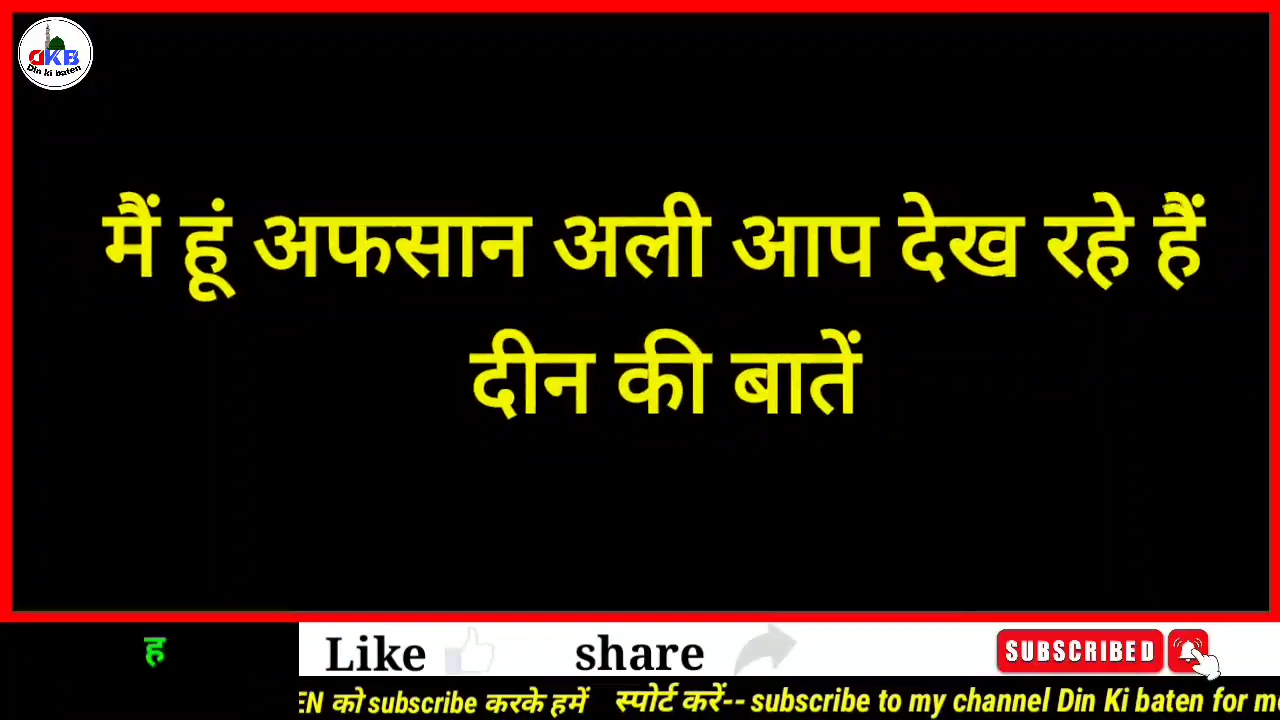 DKB
Din ki baten
मैं हूं अफसान अली आप देख रहे हैं
दीन की बातें
ह
Like share SUBSCRIBED
EN को subscribe करके हमें स्पोर्ट करें-- subscribe to my channel Din Ki baten for